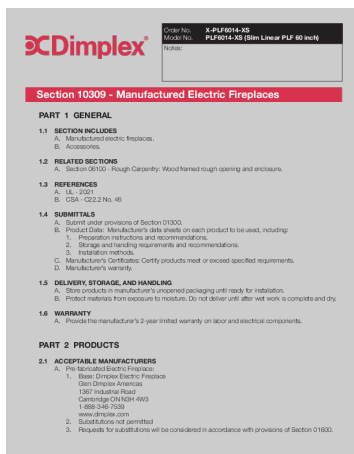 Dimplex®
Order No. X-PLF6014-XS
Model No. PLF6014-XS (Slim Linear PLF 60 inch)
Notes:
Section 10309 - Manufactured Electric Fireplaces
PART 1 GENERAL
1.1 SECTION INCLUDES
A. Manufactured electric fireplaces.
B. Accessories.
1.2 RELATED SECTIONS
A. Section 06100 - Rough Carpentry: Wood framed rough opening and enclosure.
1.3 REFERENCES
A. UL - 2021
B. CSA - C22.2 No. 46
1.4 SUBMITTALS
A. Submit under provisions of Section 01300.
B. Product Data: Manufacturer's data sheets on each product to be used, including:
1. Preparation instructions and recommendations.
2. Storage and handling requirements and recommendations.
3. Installation methods.
C. Manufacturer's Certificates: Certify products meet or exceed specified requirements.
D. Manufacturer's warranty.
1.5 DELIVERY, STORAGE, AND HANDLING
A. Store products in manufacturer's unopened packaging until ready for installation.
B. Protect materials from exposure to moisture. Do not deliver until after wet work is complete and dry.
1.6 WARRANTY
A. Provide the manufacturer's 2-year limited warranty on labor and electrical components.
PART 2 PRODUCTS
2.1 ACCEPTABLE MANUFACTURERS
A. Pre-fabricated Electric Fireplace:
1. Base: Dimplex Electric Fireplace
Glen Dimplex Americas
1367 Industrial Road
Cambridge ON N3H 4W3
1-888-346-7539
www.dimplex.com
2. Substitutions not permitted
3. Requests for substitutions will be considered in accordance with provisions of Section 01600.